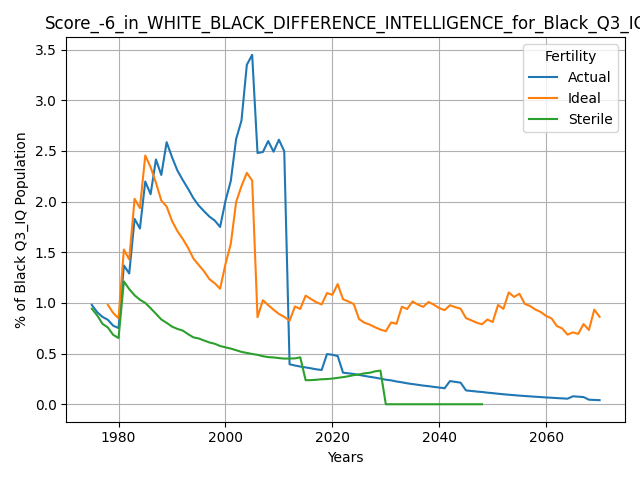 Score_-6_in_WHITE_BLACK_DIFFERENCE_INTELLIGENCE_for_Black_Q3_IQ
Fertility
Actual
Ideal
Sterile
% of Black Q3_IQ Population
3.5
3.0
2.5
2.0
1.5
1.0
0.5
0.0
1980 2000 2020 2040 2060
Years